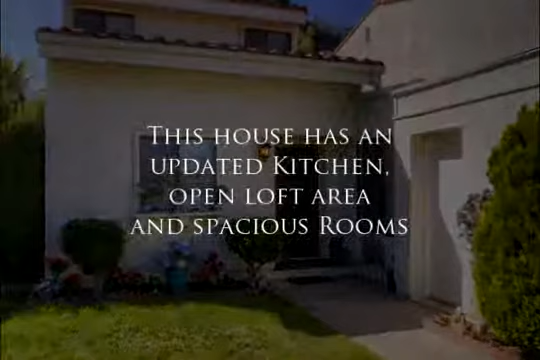 This house has an
updated Kitchen,
open loft area
and spacious Rooms